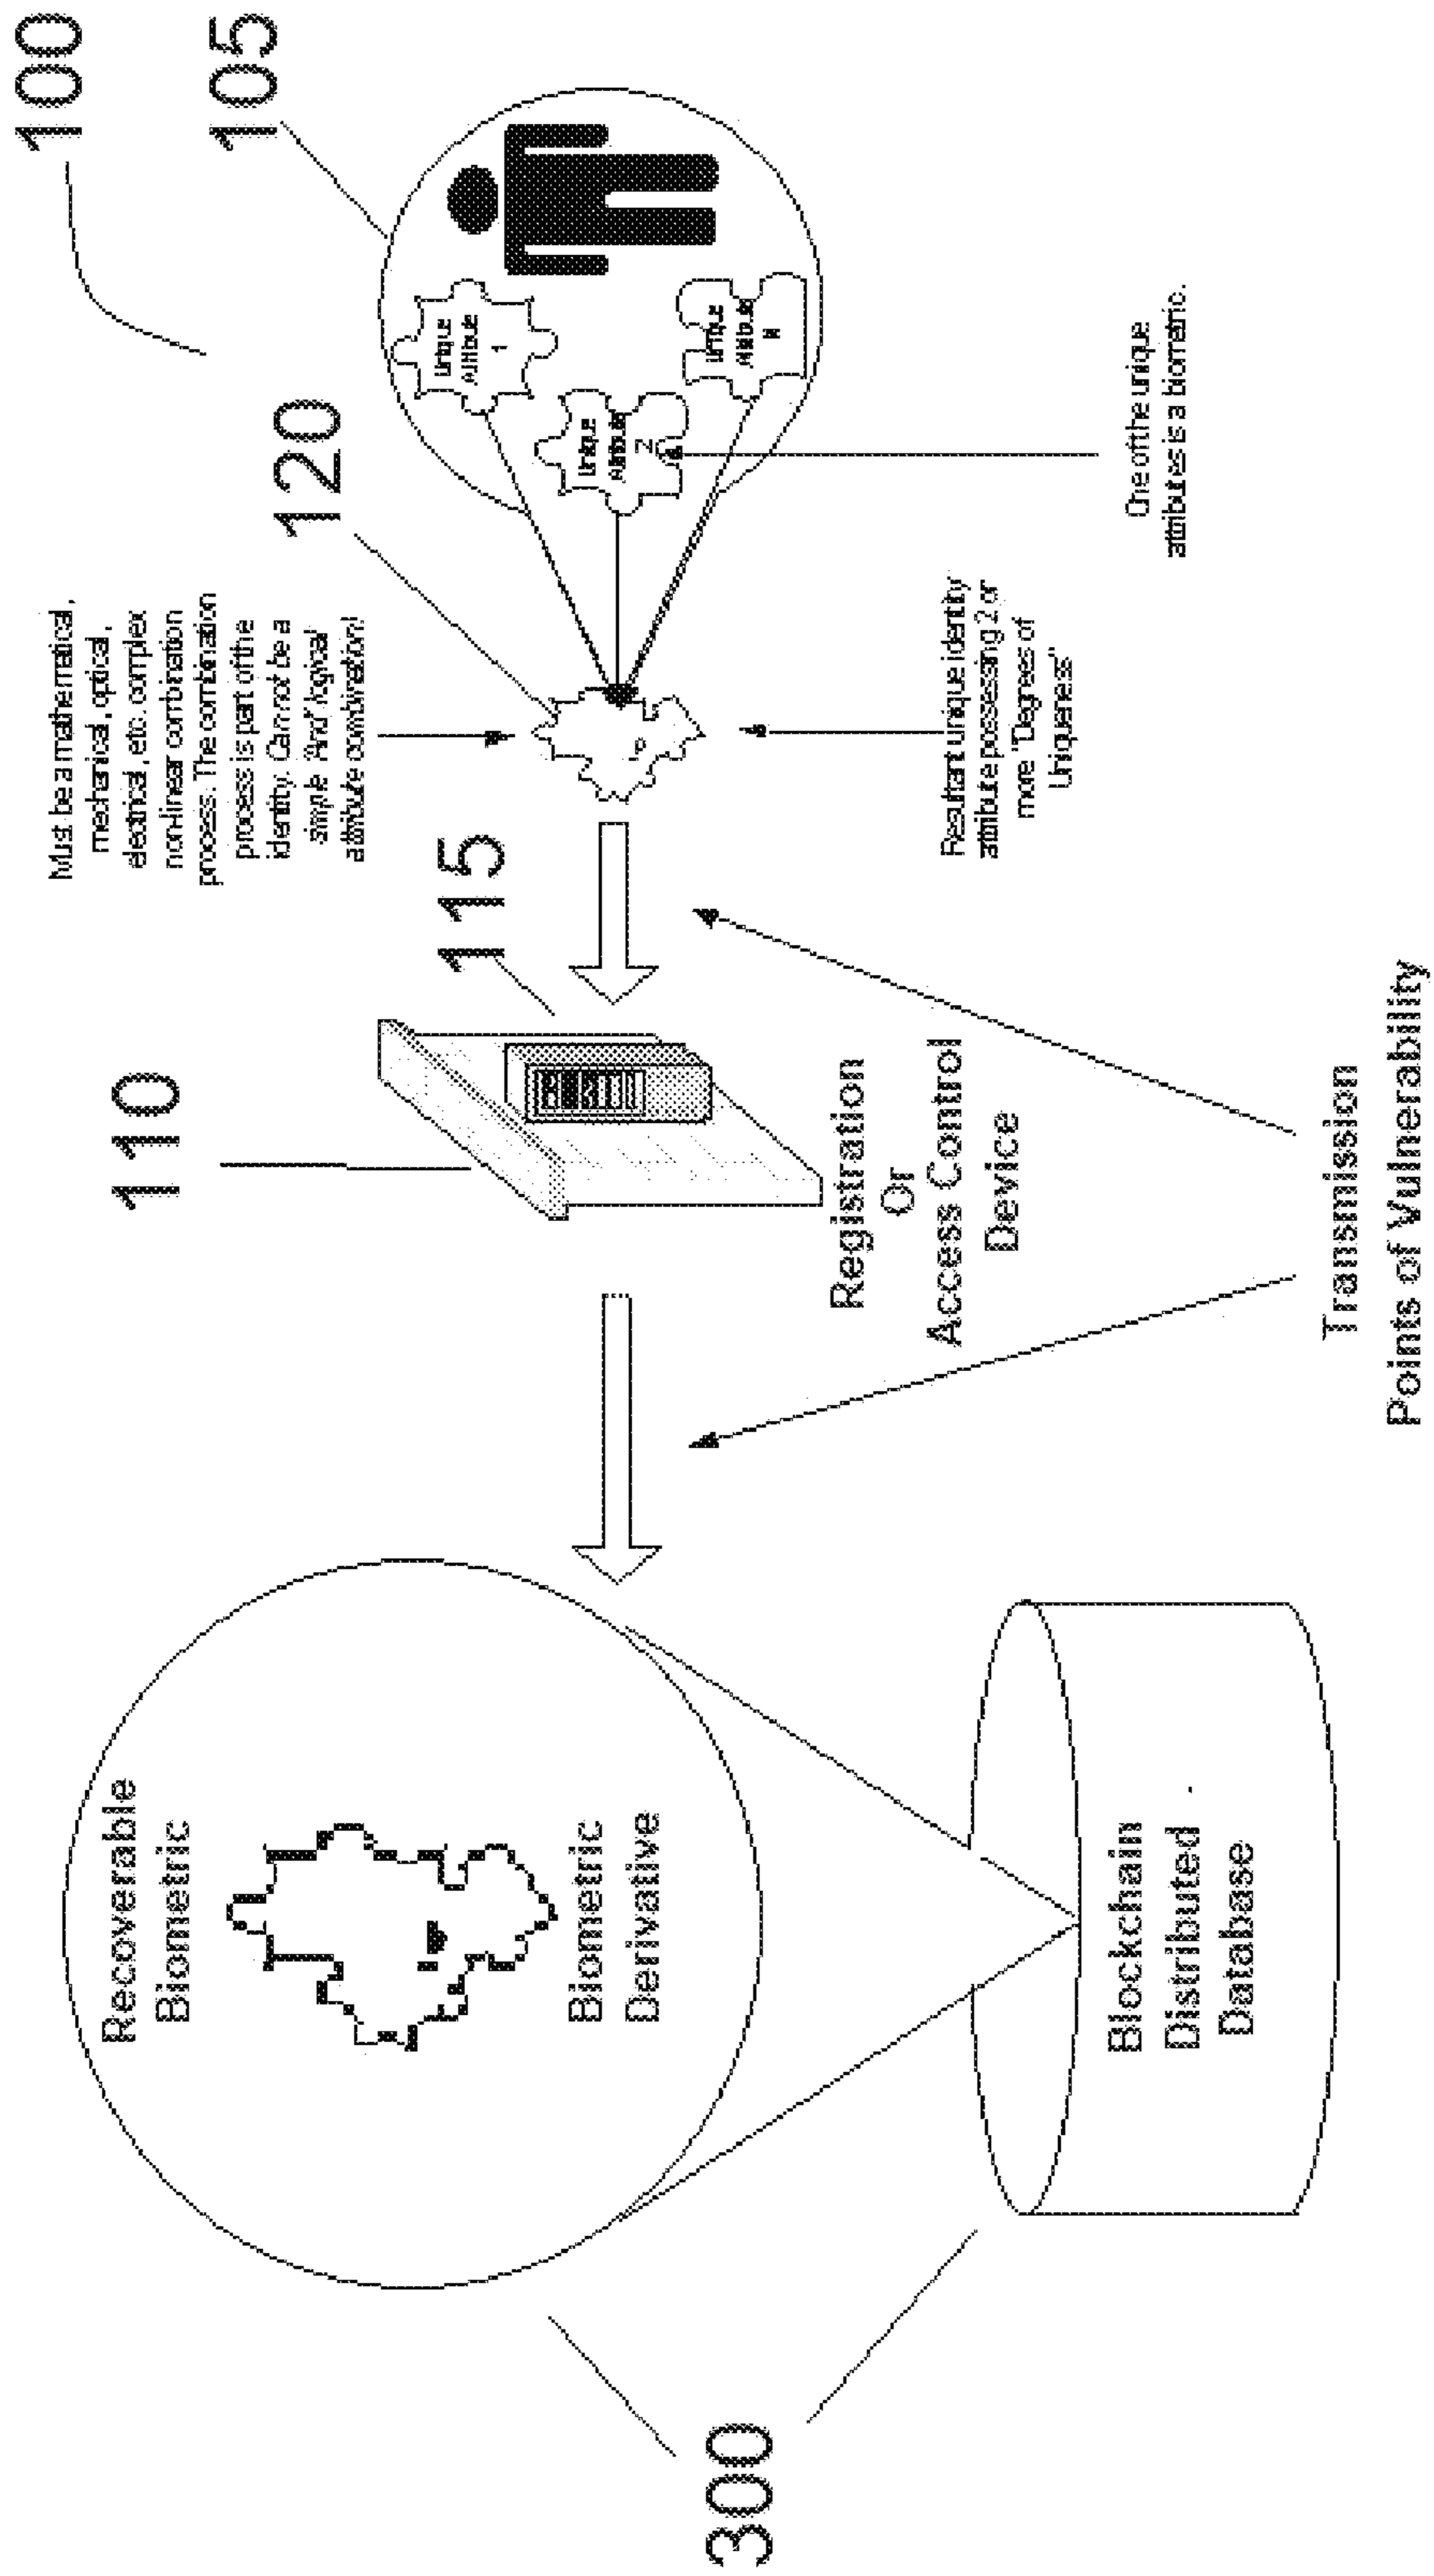 100
105
120
Must be a mathematical,
mechanical, optical,
electrical, etc. complex
non-linear combination
process. The combination
process is part of the
identity. Can not be a
simple 'And' logical
attribute combination!
Unique
Attribute
1
Unique
Attribute
2
Unique
Attribute
N
One of the unique
attributes is a biometric.
Resultant unique identity
attribute possessing 2 or
more "Degrees of
Uniqueness"
115
110
Registration
Or
Access Control
Device
Transmission
Points of Vulnerability
Recoverable
Biometric
Biometric
Derivative
Blockchain
Distributed
Database
300